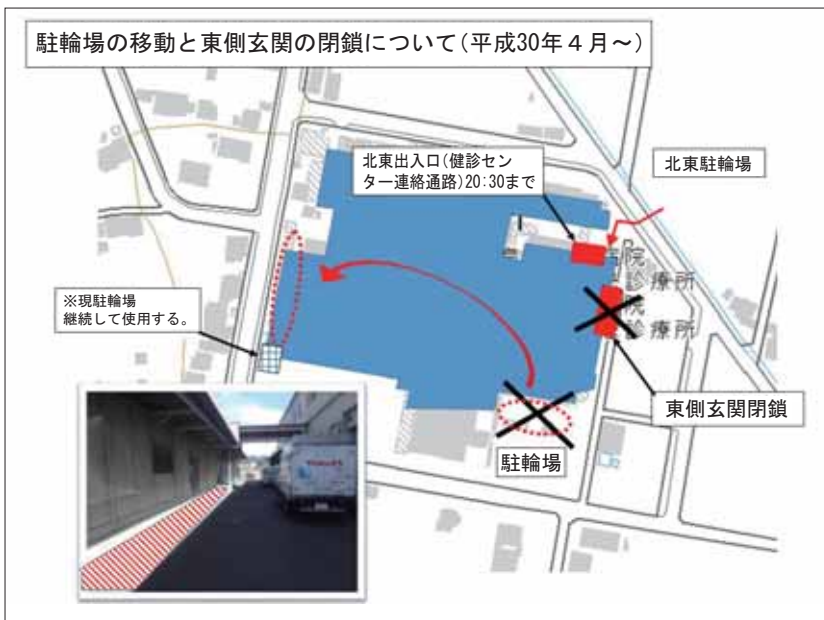 駐輪場の移動と東側玄関の閉鎖について(平成30年４月～)
北東出入口(健診セン
ター連絡通路)20:30まで
北東駐輪場
院
診療所
※現駐輪場
継続して使用する。
院
診療所
東側玄関閉鎖
駐輪場